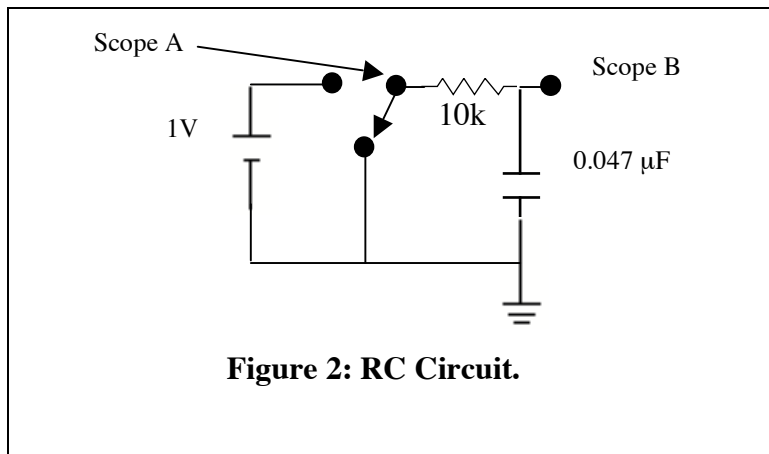 Scope A
Scope B
1V
10k
0.047 μF
Figure 2: RC Circuit.